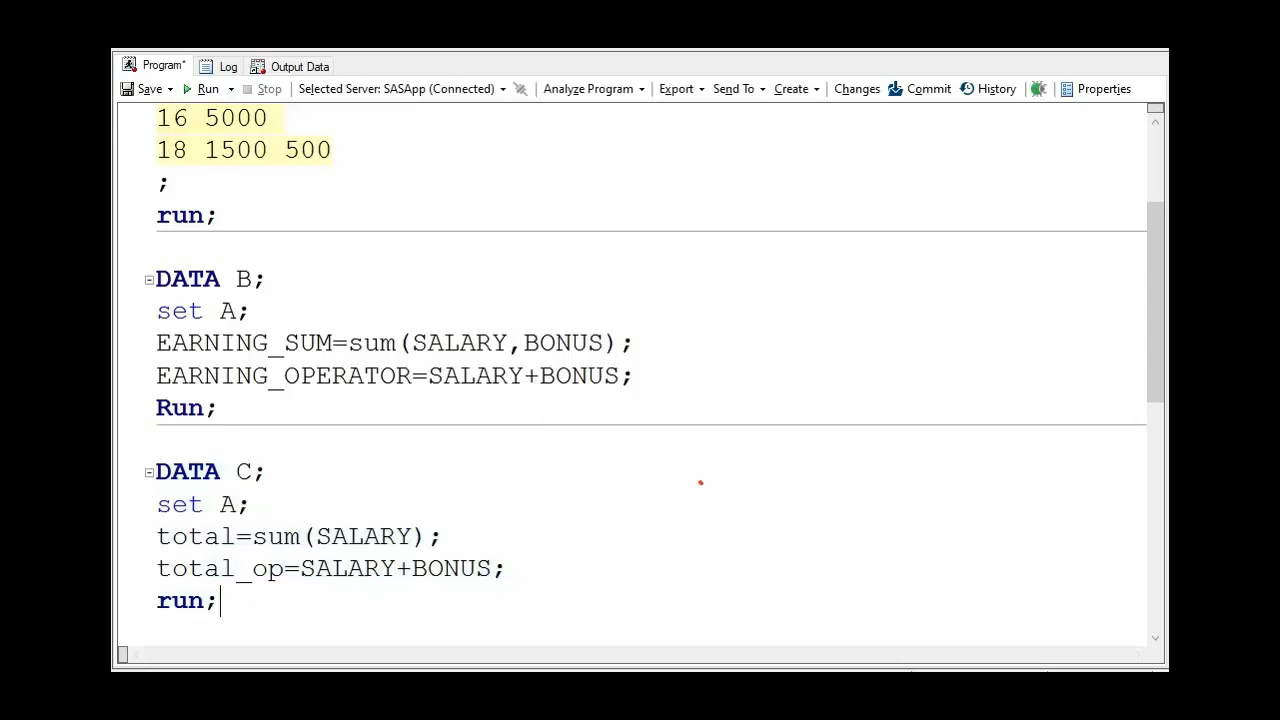 Program* Log Output Data
Save Run Stop Selected Server: SASApp (Connected) Analyze Program Export Send To Create Changes Commit History Properties
16 5000
18 1500 500
;
run;
DATA B;
set A;
EARNING_SUM=sum(SALARY,BONUS);
EARNING_OPERATOR=SALARY+BONUS;
Run;
DATA C;
set A;
total=sum(SALARY);
total_op=SALARY+BONUS;
run;